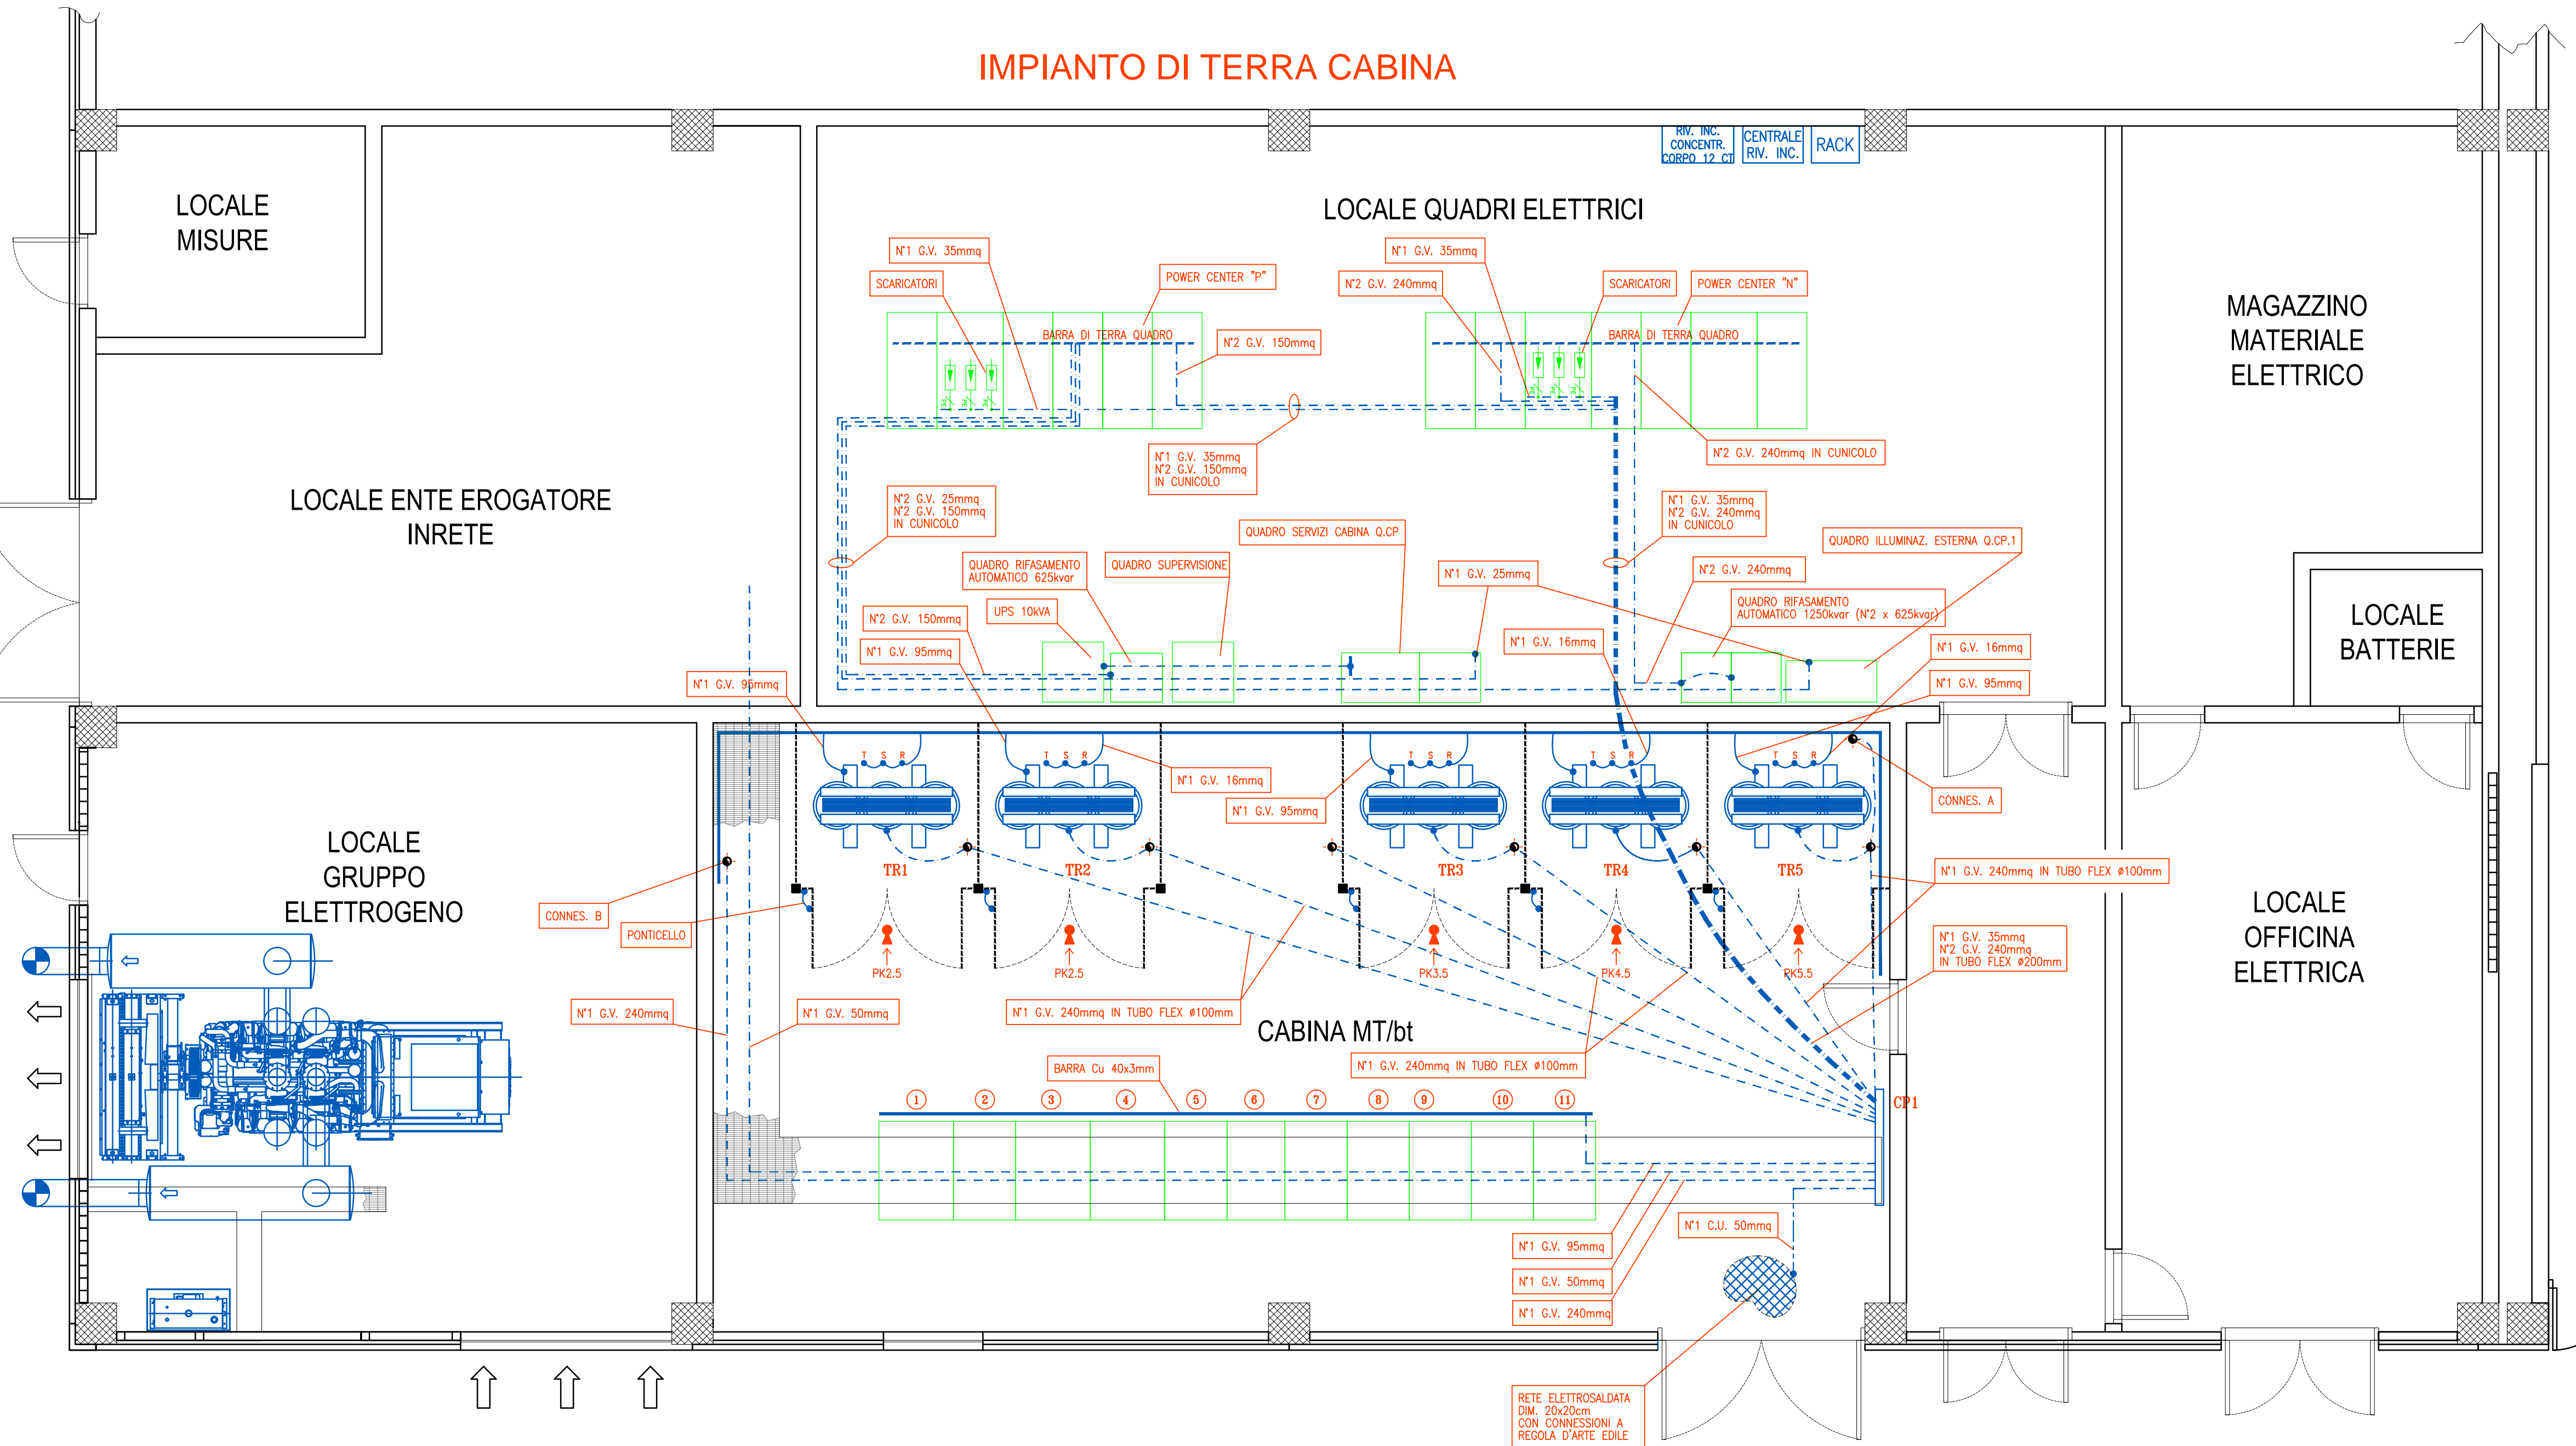 IMPIANTO DI TERRA CABINA
RIV. INC.
CONCENTR.
CORPO 12 CT
CENTRALE
RIV. INC.
RACK
LOCALE
MISURE
LOCALE QUADRI ELETTRICI
N°1 G.V. 35mmq
SCARICATORI
POWER CENTER "P"
N°1 G.V. 35mmq
N°2 G.V. 240mmq
SCARICATORI
POWER CENTER "N"
MAGAZZINO
MATERIALE
ELETTRICO
BARRA DI TERRA QUADRO
N°2 G.V. 150mmq
BARRA DI TERRA QUADRO
PE
PE
PE
PE
PE
PE
N°1 G.V. 35mmq
N°2 G.V. 150mmq
IN CUNICOLO
N°2 G.V. 240mmq IN CUNICOLO
LOCALE ENTE EROGATORE
INRETE
N°2 G.V. 25mmq
N°2 G.V. 150mmq
IN CUNICOLO
N°1 G.V. 35mmq
N°2 G.V. 240mmq
IN CUNICOLO
QUADRO SERVIZI CABINA Q.CP
QUADRO ILLUMINAZ. ESTERNA Q.CP.1
QUADRO RIFASAMENTO
AUTOMATICO 625kvar
QUADRO SUPERVISIONE
N°1 G.V. 25mmq
N°2 G.V. 240mmq
UPS 10kVA
QUADRO RIFASAMENTO
AUTOMATICO 1250kvar (N°2 x 625kvar)
LOCALE
BATTERIE
N°2 G.V. 150mmq
N°1 G.V. 95mmq
N°1 G.V. 16mmq
N°1 G.V. 16mmq
N°1 G.V. 95mmq
N°1 G.V. 95mmq
T S R
T S R
T S R
T S R
T S R
N°1 G.V. 16mmq
N°1 G.V. 95mmq
CONNES. A
LOCALE
GRUPPO
ELETTROGENO
TR1
TR2
TR3
TR4
TR5
N°1 G.V. 240mmq IN TUBO FLEX ø100mm
CONNES. B
PONTICELLO
LOCALE
OFFICINA
ELETTRICA
N°1 G.V. 35mmq
N°2 G.V. 240mmq
IN TUBO FLEX ø200mm
PK2.5
PK2.5
PK3.5
PK4.5
PK5.5
N°1 G.V. 240mmq
N°1 G.V. 50mmq
N°1 G.V. 240mmq IN TUBO FLEX ø100mm
CABINA MT/bt
BARRA Cu 40x3mm
N°1 G.V. 240mmq IN TUBO FLEX ø100mm
1 2 3 4 5 6 7 8 9 10 11
CP1
N°1 C.U. 50mmq
N°1 G.V. 95mmq
N°1 G.V. 50mmq
N°1 G.V. 240mmq
RETE ELETTROSALDATA
DIM. 20x20cm
CON CONNESSIONI A
REGOLA D'ARTE EDILE